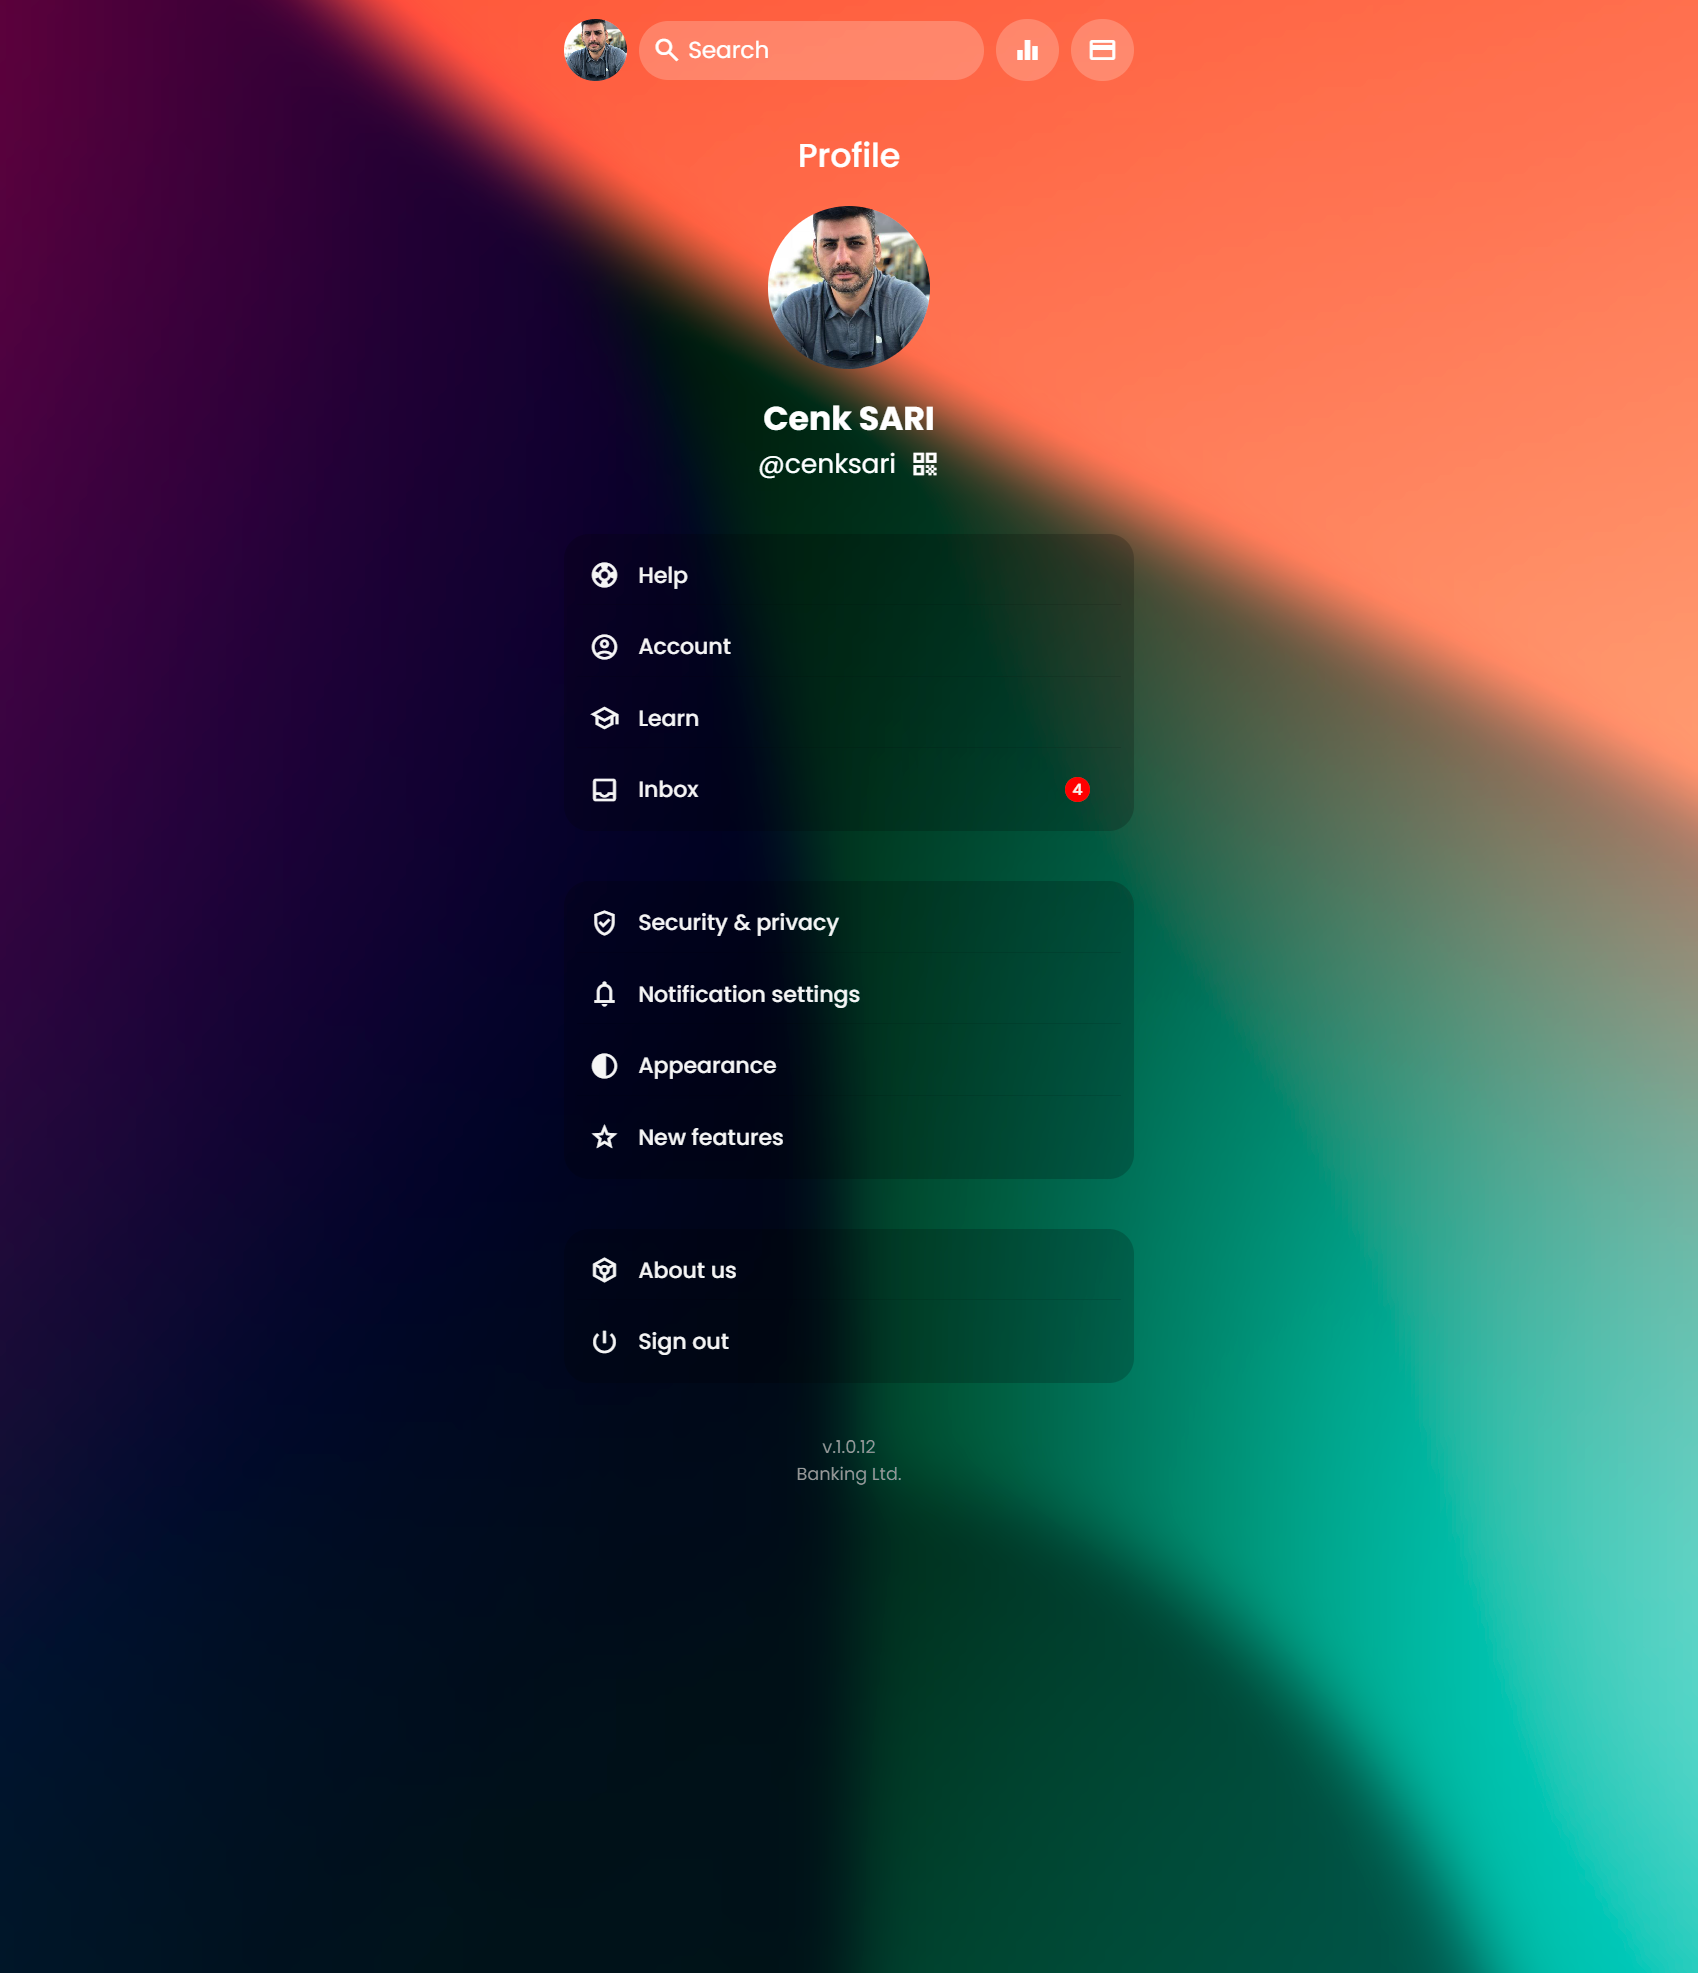 Search
Profile
Cenk SARI
@cenksari
Help
Account
Learn
Inbox
4
Security & privacy
Notification settings
Appearance
New features
About us
Sign out
v.1.0.12
Banking Ltd.